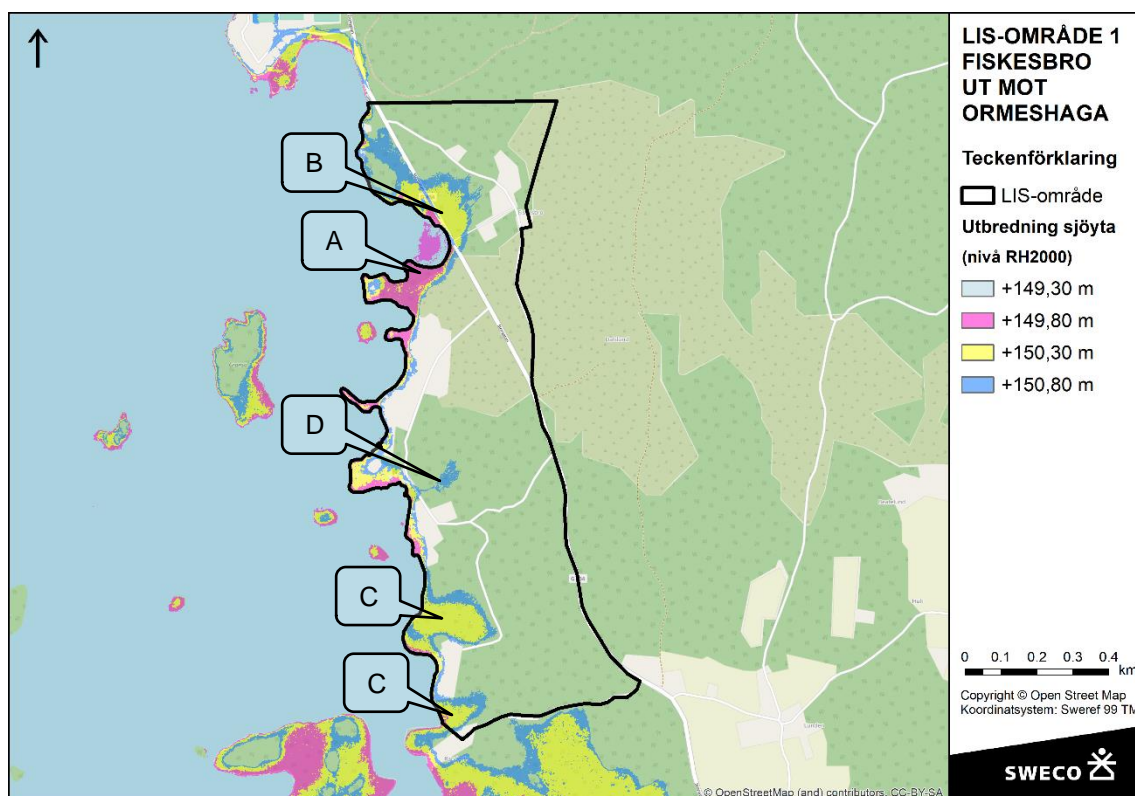 B
A
D
C
C
LIS-OMRÅDE 1
FISKESBRO
UT MOT
ORMESHAGA
Teckenförklaring
LIS-område
Utbredning sjöyta
(nivå RH2000)
+149,30 m
+149,80 m
+150,30 m
+150,80 m
0 0.1 0.2 0.3 0.4
km
Copyright © Open Street Map
Koordinatsystem: Sweref 99 TM
SWECO
© OpenStreetMap (and) contributors, CC-BY-SA